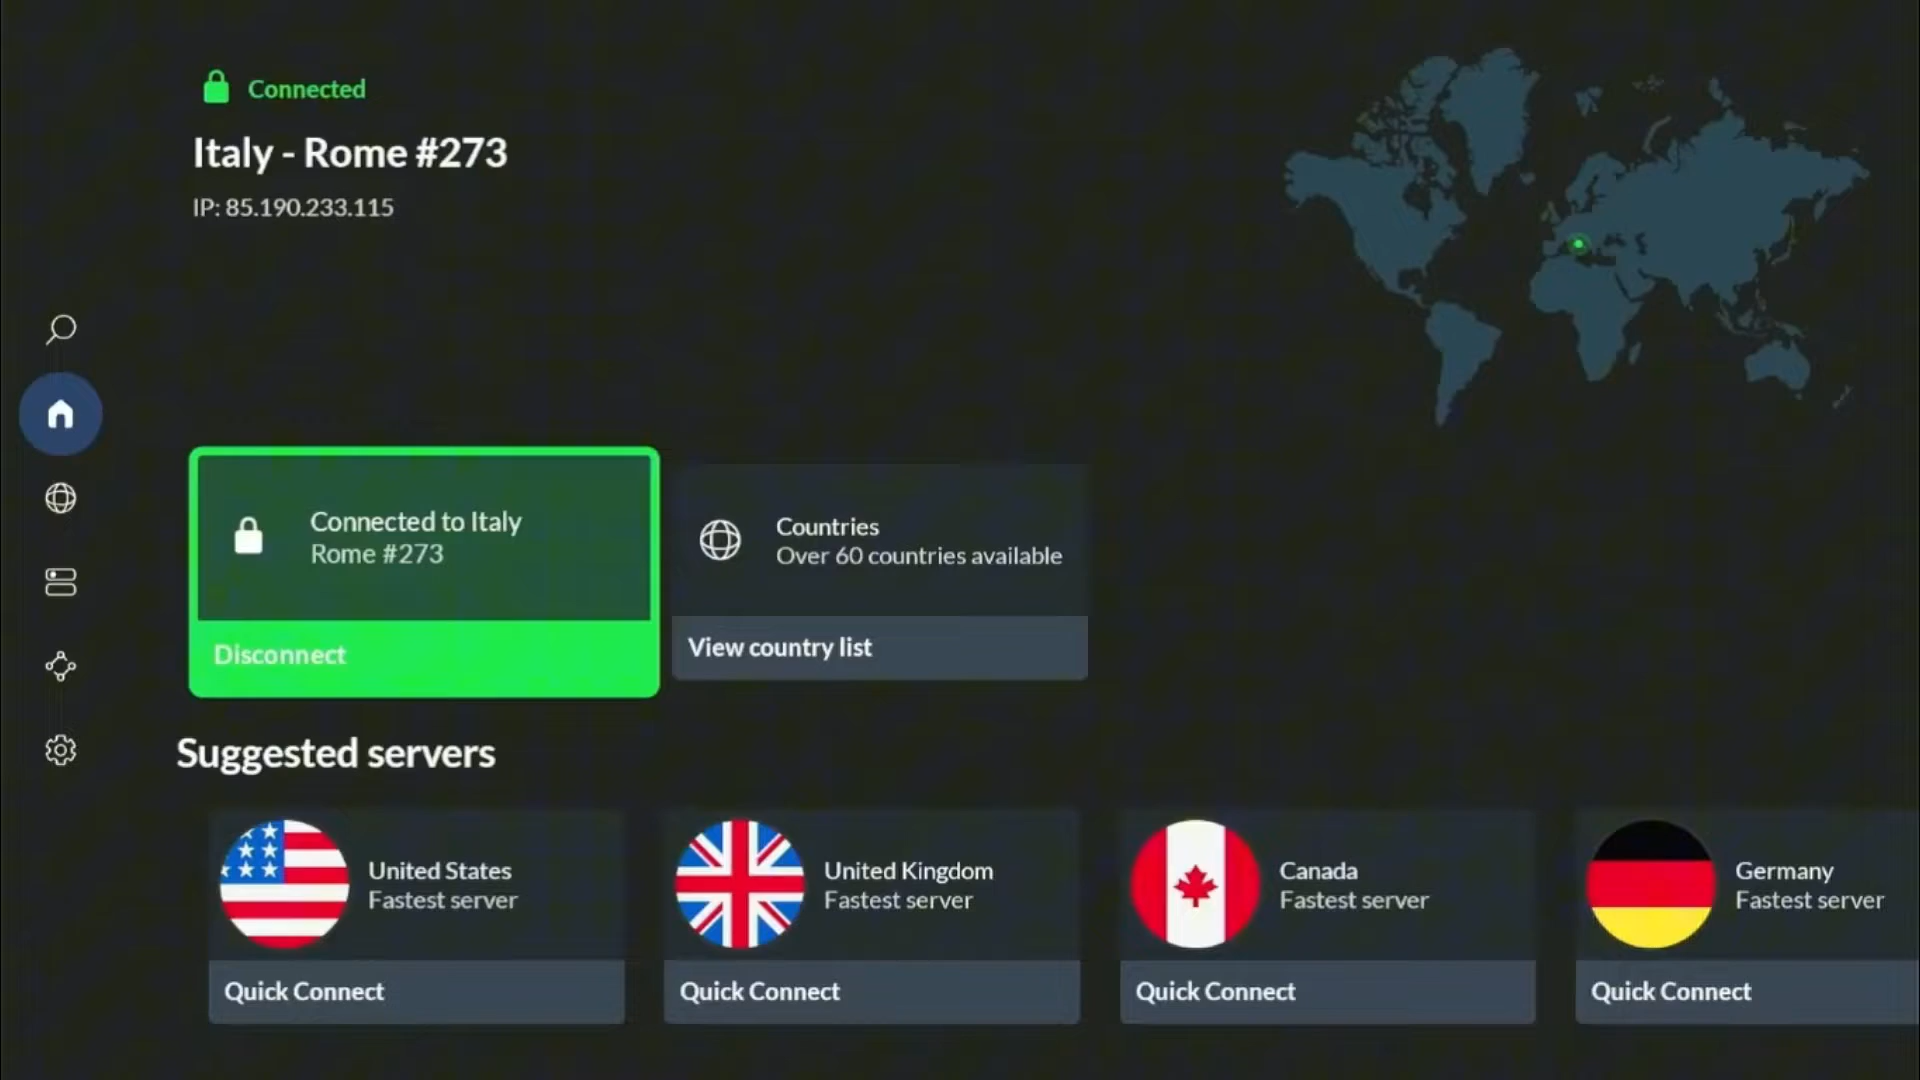 Connected
Italy - Rome #273
IP: 85.190.233.115
Connected to Italy
Rome #273
Disconnect
Countries
Over 60 countries available
View country list
Suggested servers
United States
Fastest server
Quick Connect
United Kingdom
Fastest server
Quick Connect
Canada
Fastest server
Quick Connect
Germany
Fastest server
Quick Connect